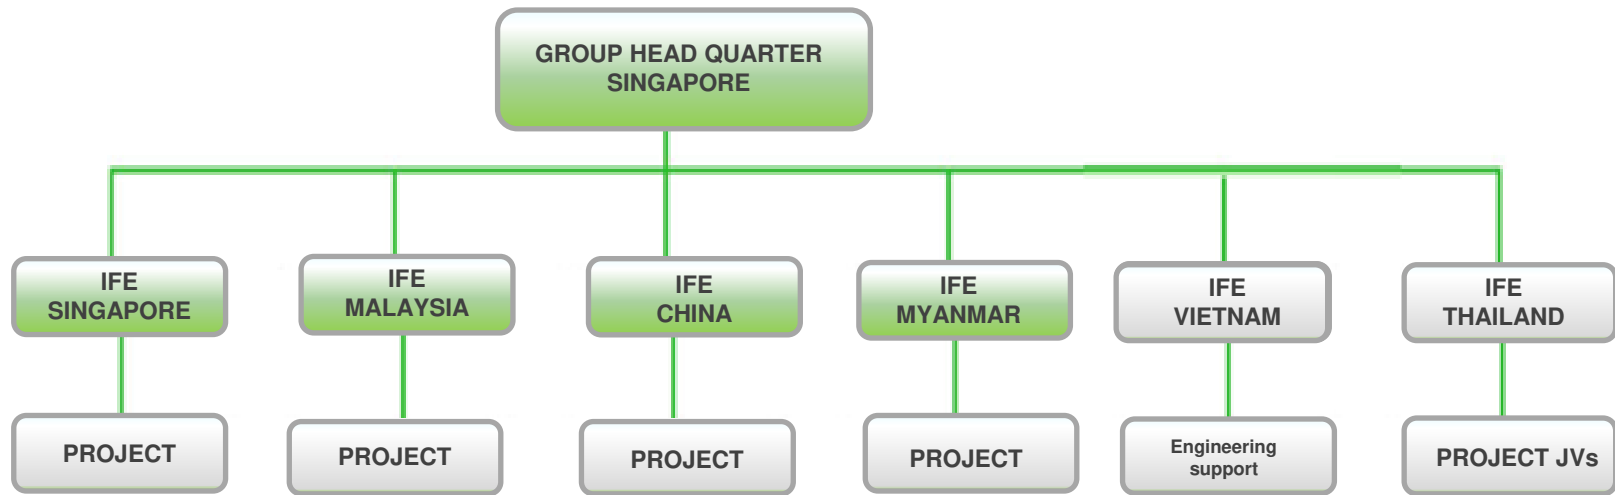 GROUP HEAD QUARTER
SINGAPORE
IFE
SINGAPORE
IFE
MALAYSIA
IFE
CHINA
IFE
MYANMAR
IFE
VIETNAM
IFE
THAILAND
PROJECT
PROJECT
PROJECT
PROJECT
Engineering
support
PROJECT JVs